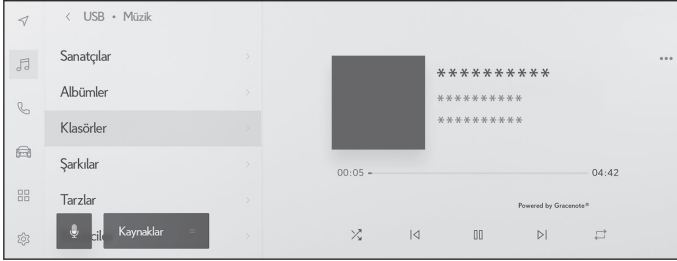 USB • Müzik
Sanatçılar
Albümler
Klasörler
Şarkılar
Tarzlar
Kaynaklar
**********
**********
**********
00:05
04:42
Powered by Gracenote®